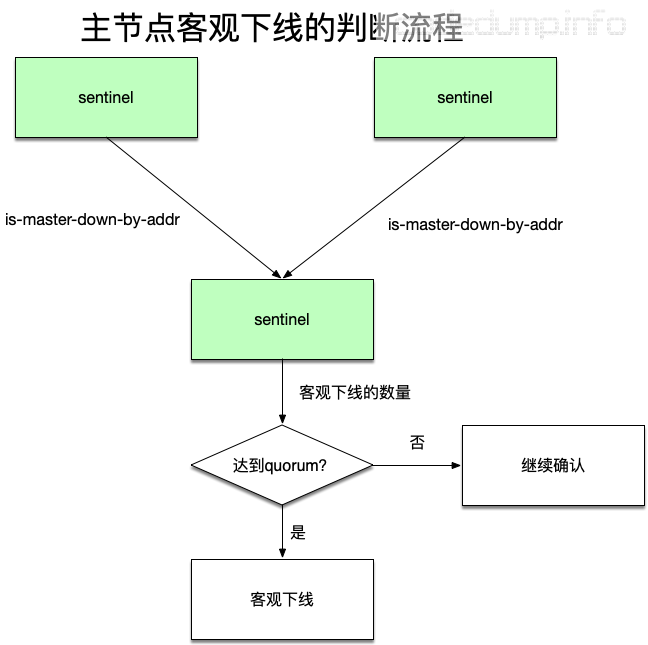 主节点客观下线的判断流程
sentinel
sentinel
is-master-down-by-addr
is-master-down-by-addr
sentinel
客观下线的数量
达到quorum?
否
继续确认
是
客观下线